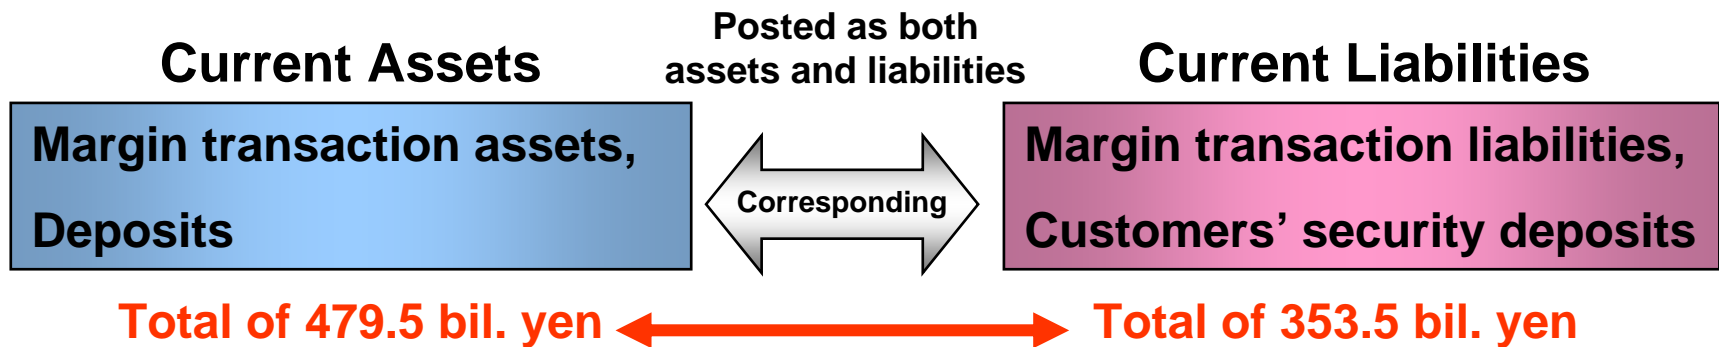 Current Assets
Posted as both
assets and liabilities
Current Liabilities
Margin transaction assets,
Deposits
Corresponding
Margin transaction liabilities,
Customers’ security deposits
Total of 479.5 bil. yen
Total of 353.5 bil. yen